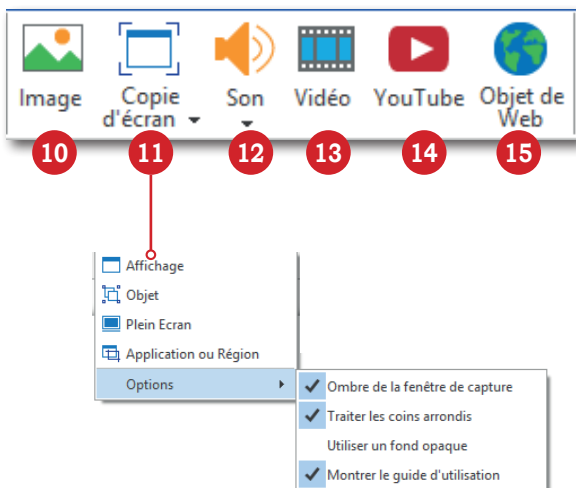 Image Copie d'écran Son Vidéo YouTube Objet de Web
10 11 12 13 14 15
Affichage
Objet
Plein Ecran
Application ou Région
Options
Ombre de la fenêtre de capture
Traiter les coins arrondis
Utiliser un fond opaque
Montrer le guide d'utilisation